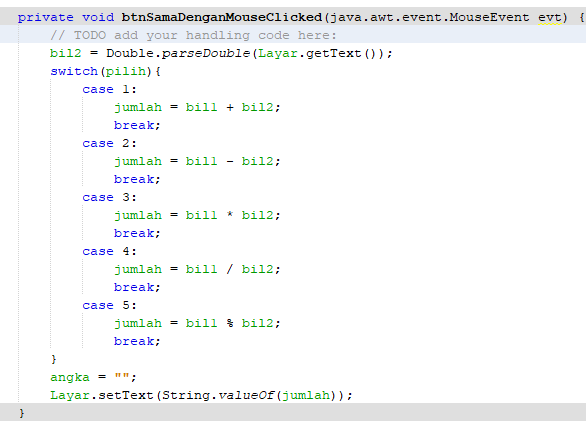 private void btnSamaDenganMouseClicked(java.awt.event.MouseEvent evt) {
// TODO add your handling code here:
bil2 = Double.parseDouble(Layar.getText());
switch(pilih){
case 1:
jumlah = bil1 + bil2;
break;
case 2:
jumlah = bil1 - bil2;
break;
case 3:
jumlah = bil1 * bil2;
break;
case 4:
jumlah = bil1 / bil2;
break;
case 5:
jumlah = bil1 % bil2;
break;
}
angka = "";
Layar.setText(String.valueOf(jumlah));
}